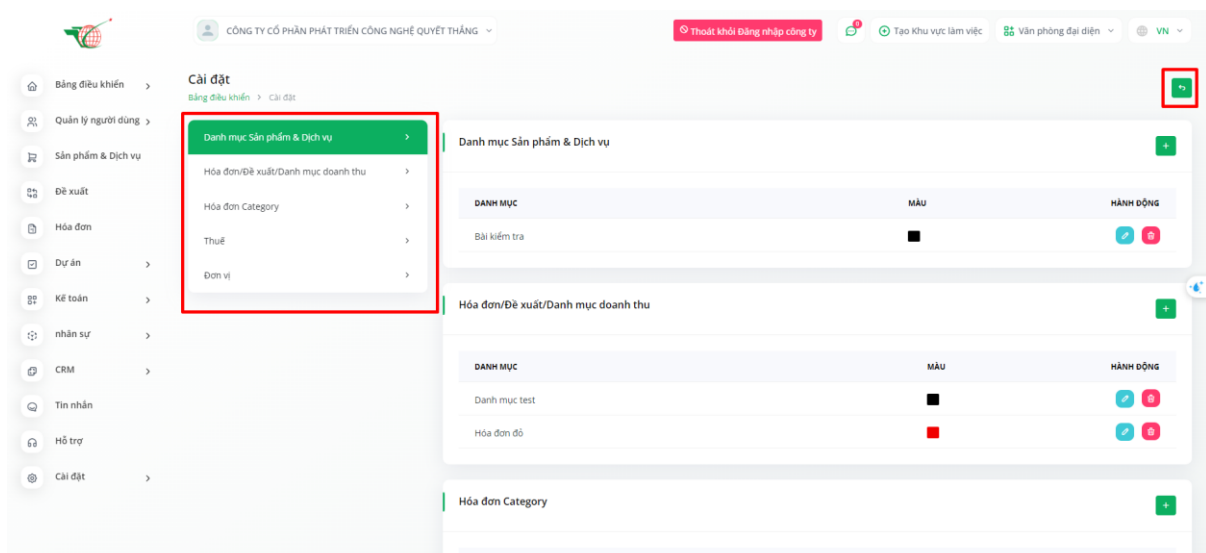 CÔNG TY CỔ PHẦN PHÁT TRIỂN CÔNG NGHỆ QUYẾT THẮNG
Thoát khỏi Đăng nhập công ty
0
Tạo Khu vực làm việc
Văn phòng đại diện
VN
Bảng điều khiển
Quản lý người dùng
Sản phẩm & Dịch vụ
Đề xuất
Hóa đơn
Dự án
Kế toán
nhân sự
CRM
Tin nhắn
Hỗ trợ
Cài đặt
Cài đặt
Bảng điều khiển > Cài đặt
Danh mục Sản phẩm & Dịch vụ
Hóa đơn/Đề xuất/Danh mục doanh thu
Hóa đơn Category
Thuế
Đơn vị
Danh mục Sản phẩm & Dịch vụ
DANH MỤC MÀU HÀNH ĐỘNG
Bài kiểm tra
Hóa đơn/Đề xuất/Danh mục doanh thu
DANH MỤC MÀU HÀNH ĐỘNG
Danh mục test
Hóa đơn đỏ
Hóa đơn Category